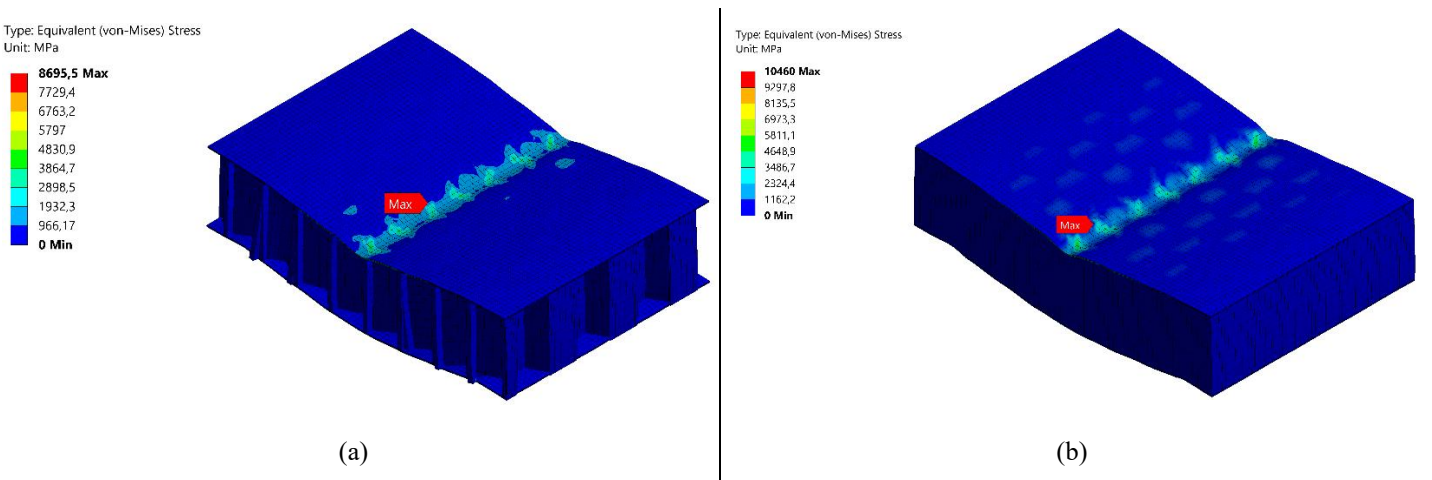 Type: Equivalent (von-Mises) Stress
Unit: MPa
8695,5 Max
7729,4
6763,2
5797
4830,9
3864,7
2898,5
1932,3
966,17
0 Min
Max
(a)
Type: Equivalent (von-Mises) Stress
Unit: MPa
10460 Max
9297,8
8135,5
6973,3
5811,1
4648,9
3486,7
2324,4
1162,2
0 Min
Max
(b)